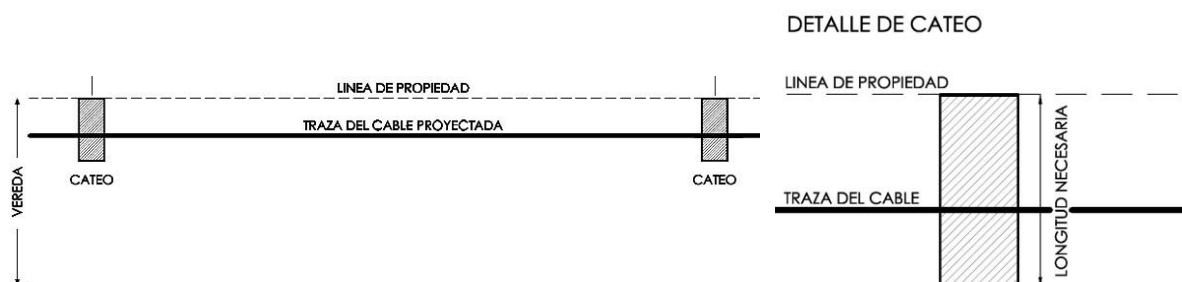 LINEA DE PROPIEDAD
TRAZA DEL CABLE PROYECTADA
CATEO
CATEO
VEREDA
DETALLE DE CATEO
LINEA DE PROPIEDAD
TRAZA DEL CABLE
LONGITUD NECESARIA